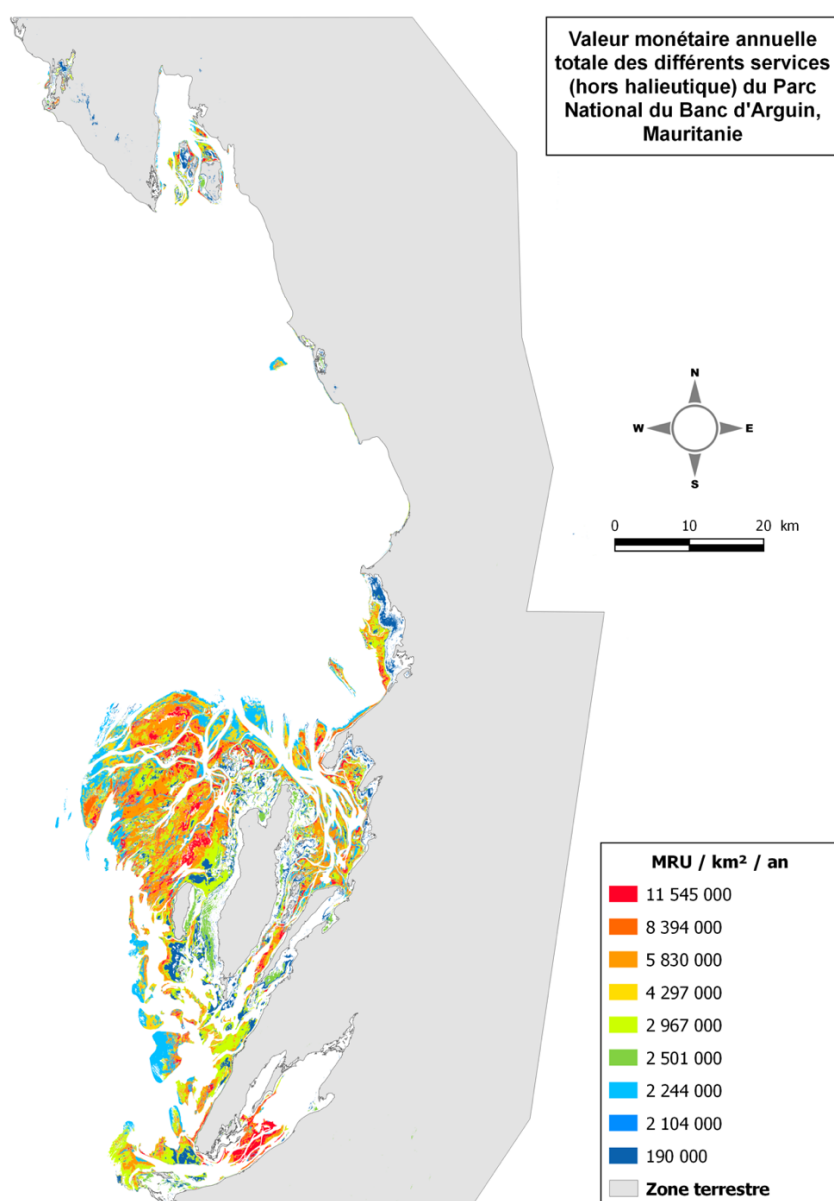 Valeur monétaire annuelle
totale des différents services
(hors halieutique) du Parc
National du Banc d'Arguin,
Mauritanie
N
W
E
S
0 10 20 km
MRU / km² / an
11 545 000
8 394 000
5 830 000
4 297 000
2 967 000
2 501 000
2 244 000
2 104 000
190 000
Zone terrestre